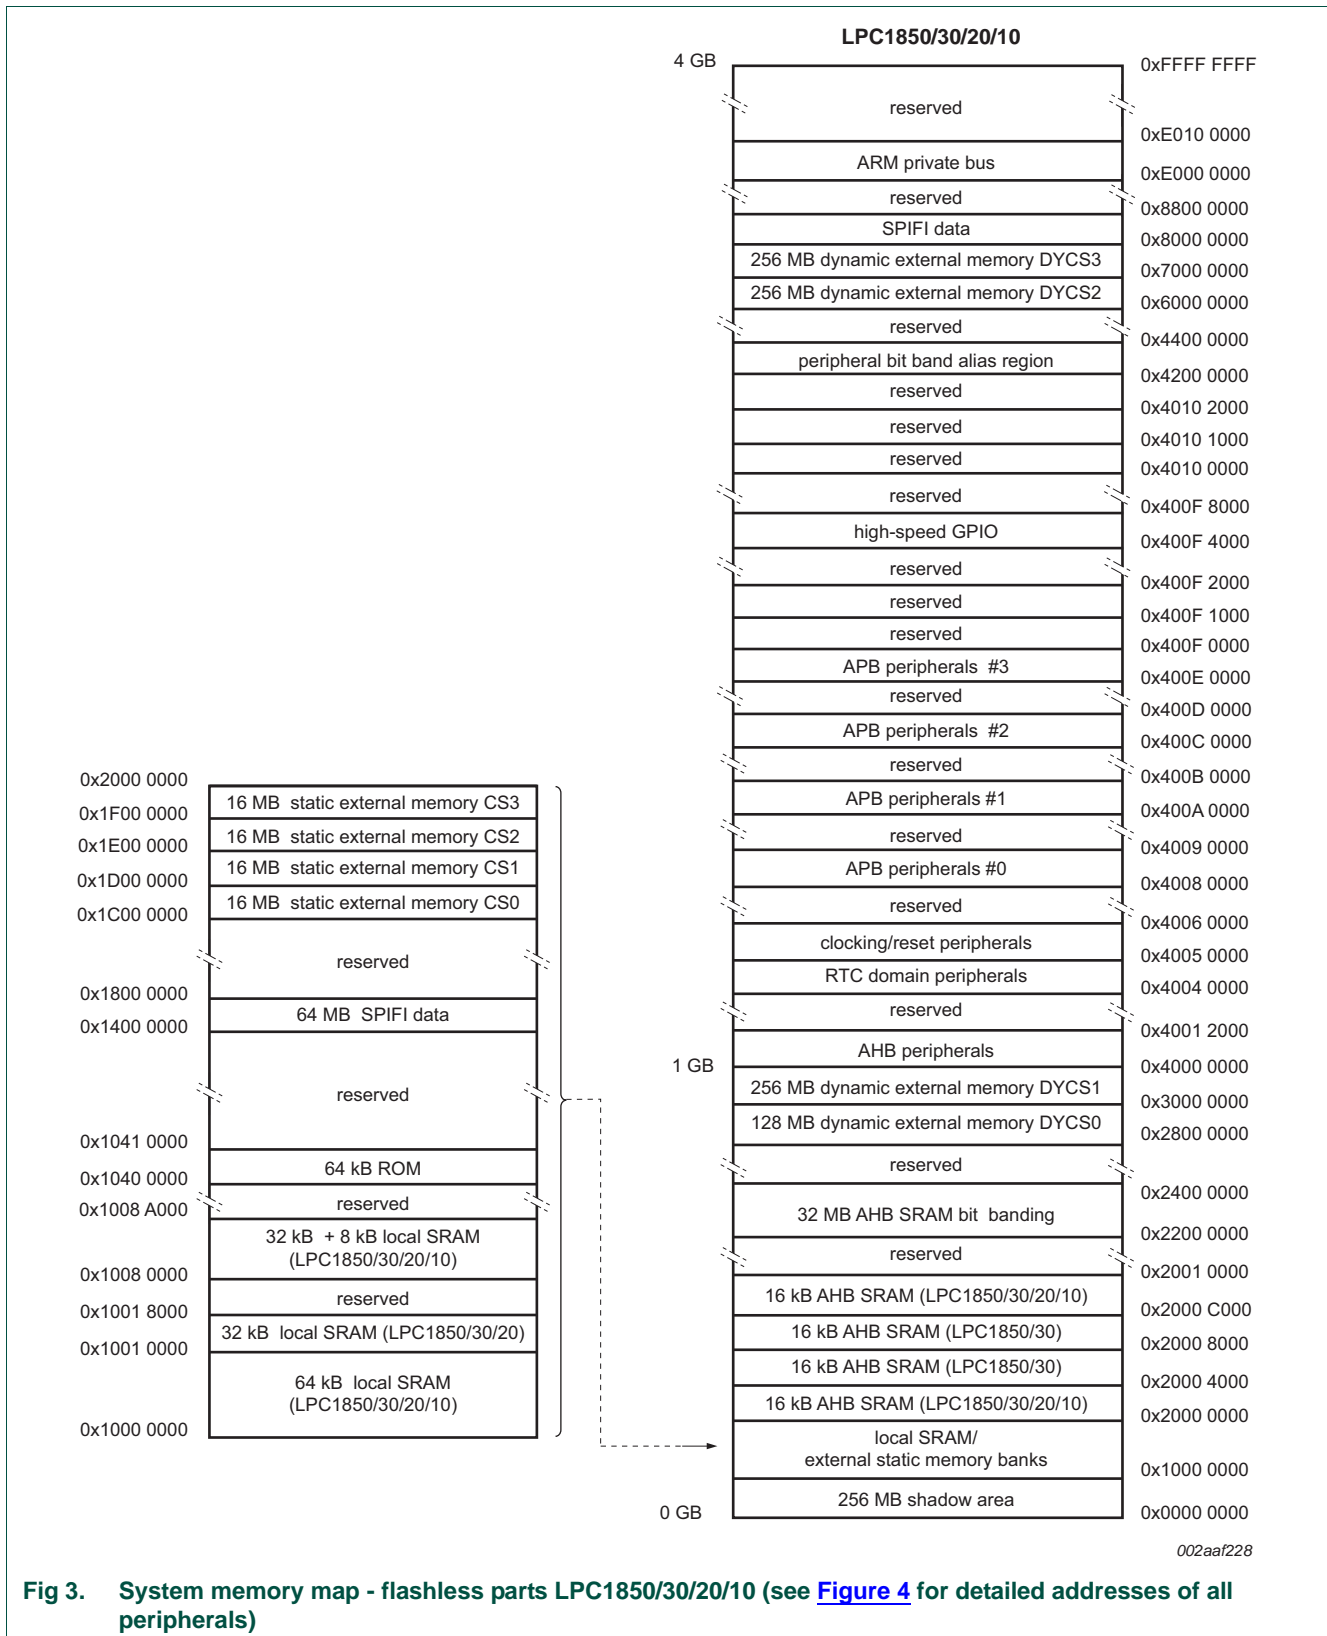 LPC1850/30/20/10
4 GB
0xFFFF FFFF
reserved
0xE010 0000
ARM private bus
0xE000 0000
reserved
0x8800 0000
SPIFI data
0x8000 0000
256 MB dynamic external memory DYCS3
0x7000 0000
256 MB dynamic external memory DYCS2
0x6000 0000
reserved
0x4400 0000
peripheral bit band alias region
0x4200 0000
reserved
0x4010 2000
reserved
0x4010 1000
reserved
0x4010 0000
reserved
0x400F 8000
high-speed GPIO
0x400F 4000
reserved
0x400F 2000
reserved
0x400F 1000
reserved
0x400F 0000
APB peripherals #3
0x400E 0000
reserved
0x400D 0000
APB peripherals #2
0x400C 0000
reserved
0x400B 0000
APB peripherals #1
0x400A 0000
reserved
0x4009 0000
APB peripherals #0
0x4008 0000
reserved
0x4006 0000
clocking/reset peripherals
0x4005 0000
RTC domain peripherals
0x4004 0000
reserved
0x4001 2000
AHB peripherals
1 GB
0x4000 0000
256 MB dynamic external memory DYCS1
0x3000 0000
128 MB dynamic external memory DYCS0
0x2800 0000
reserved
0x2400 0000
32 MB AHB SRAM bit banding
0x2200 0000
reserved
0x2001 0000
16 kB AHB SRAM (LPC1850/30/20/10)
0x2000 C000
16 kB AHB SRAM (LPC1850/30)
0x2000 8000
16 kB AHB SRAM (LPC1850/30)
0x2000 4000
16 kB AHB SRAM (LPC1850/30/20/10)
0x2000 0000
local SRAM/
external static memory banks
0x1000 0000
256 MB shadow area
0 GB
0x0000 0000
0x2000 0000
16 MB static external memory CS3
0x1F00 0000
16 MB static external memory CS2
0x1E00 0000
16 MB static external memory CS1
0x1D00 0000
16 MB static external memory CS0
0x1C00 0000
reserved
0x1800 0000
64 MB SPIFI data
0x1400 0000
reserved
0x1041 0000
64 kB ROM
0x1040 0000
reserved
0x1008 A000
32 kB + 8 kB local SRAM
(LPC1850/30/20/10)
0x1008 0000
reserved
0x1001 8000
32 kB local SRAM (LPC1850/30/20)
0x1001 0000
64 kB local SRAM
(LPC1850/30/20/10)
0x1000 0000
002aaf228
Fig 3. System memory map - flashless parts LPC1850/30/20/10 (see Figure 4 for detailed addresses of all
peripherals)